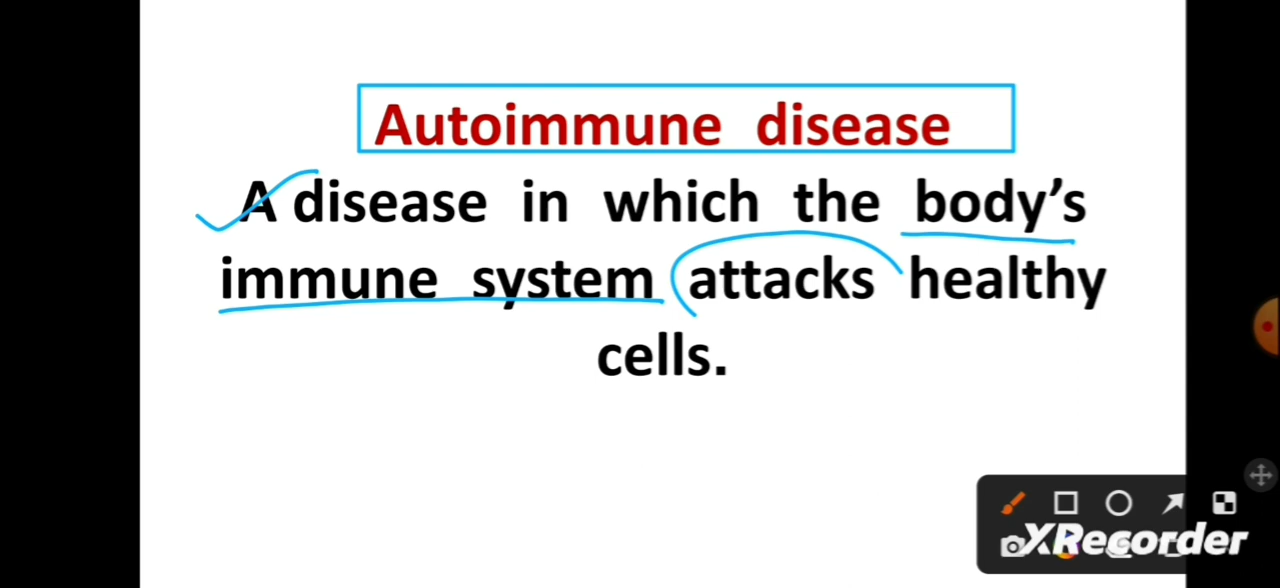 Autoimmune disease
A disease in which the body's
immune system attacks healthy
cells.
XRecorder